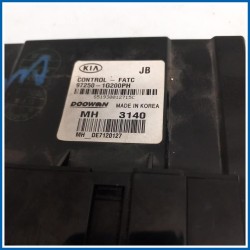 KIA
JB
CONTROL - FATC
97250-1G200PH
DOOWON MADE IN KOREA
MH 3140
MH_DE7120127